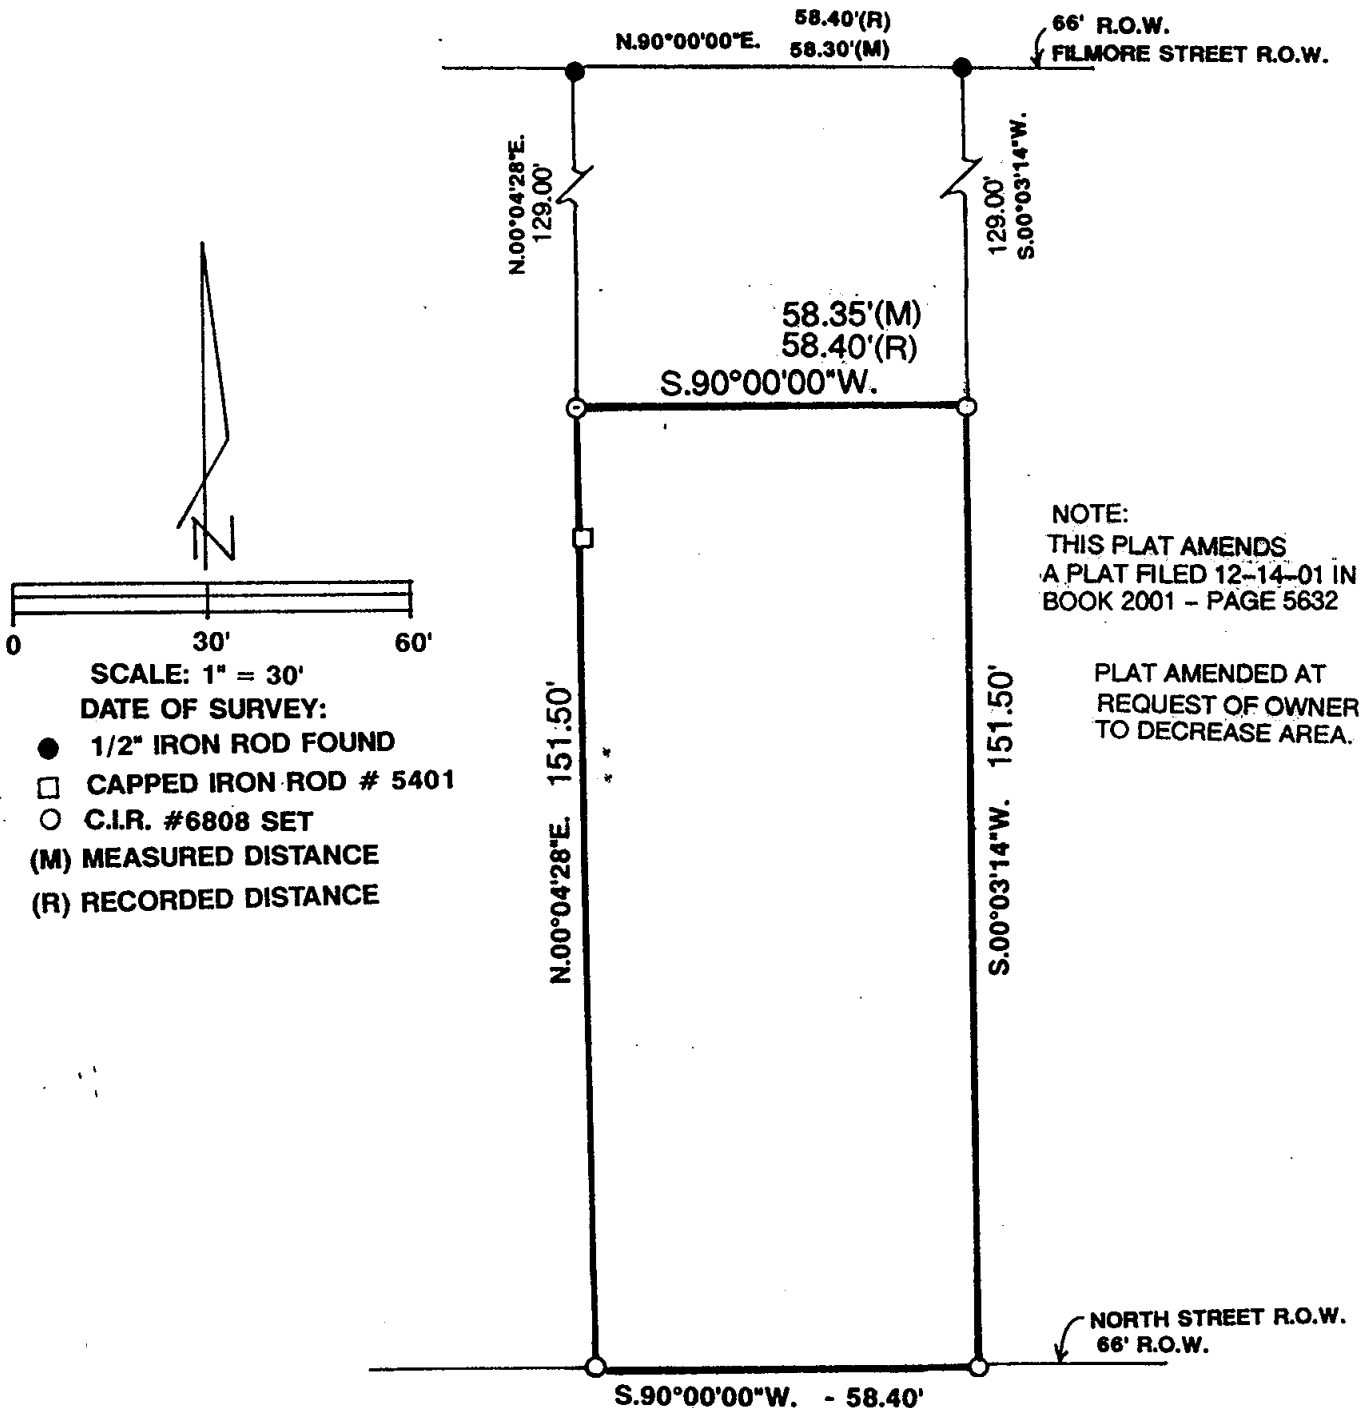 58.40'(R)
N.90°00'00"E.
58.30'(M)
66' R.O.W.
FILMORE STREET R.O.W.
N.00°04'28"E.
129.00'
129.00'
S.00°03'14"W.
58.35'(M)
58.40'(R)
S.90°00'00"W.
N
0 30' 60'
SCALE: 1" = 30'
DATE OF SURVEY:
1/2" IRON ROD FOUND
CAPPED IRON ROD # 5401
C.I.R. #6808 SET
(M) MEASURED DISTANCE
(R) RECORDED DISTANCE
NOTE:
THIS PLAT AMENDS
A PLAT FILED 12-14-01 IN
BOOK 2001 - PAGE 5632
PLAT AMENDED AT
REQUEST OF OWNER
TO DECREASE AREA.
N.00°04'28"E. 151.50'
S.00°03'14"W. 151.50'
NORTH STREET R.O.W.
66' R.O.W.
S.90°00'00"W. - 58.40'